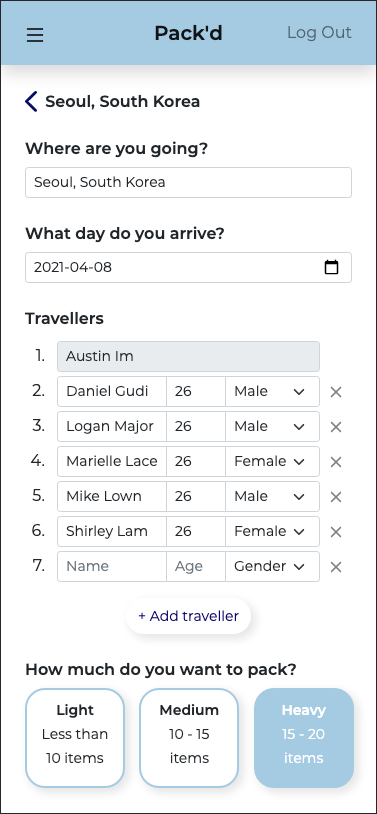 Pack'd Log Out
Seoul, South Korea
Where are you going?
Seoul, South Korea
What day do you arrive?
2021-04-08
Travellers
1. Austin Im
2. Daniel Gudi 26 Male
3. Logan Major 26 Male
4. Marielle Lace 26 Female
5. Mike Lown 26 Male
6. Shirley Lam 26 Female
7. Name Age Gender
+ Add traveller
How much do you want to pack?
Light
Less than
10 items
Medium
10 - 15
items
Heavy
15 - 20
items